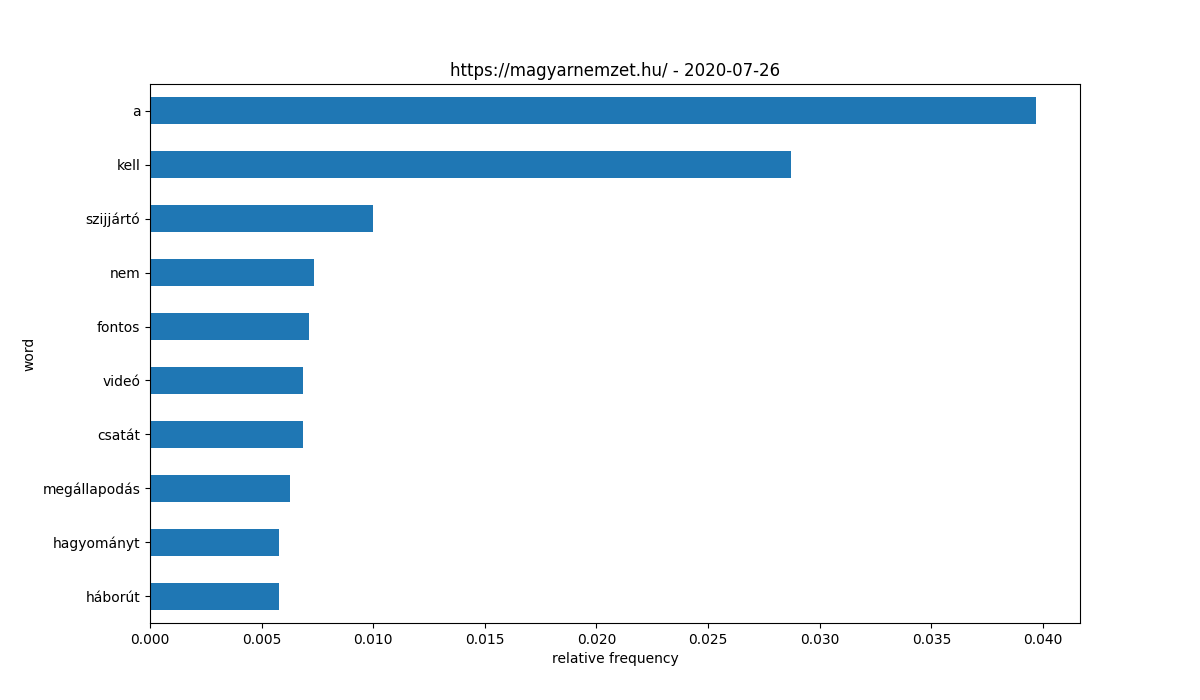 https://magyarnemzet.hu/ - 2020-07-26
a
kell
szijjártó
nem
fontos
videó
csatát
megállapodás
hagyományt
háborút
word
0.000 0.005 0.010 0.015 0.020 0.025 0.030 0.035 0.040
relative frequency